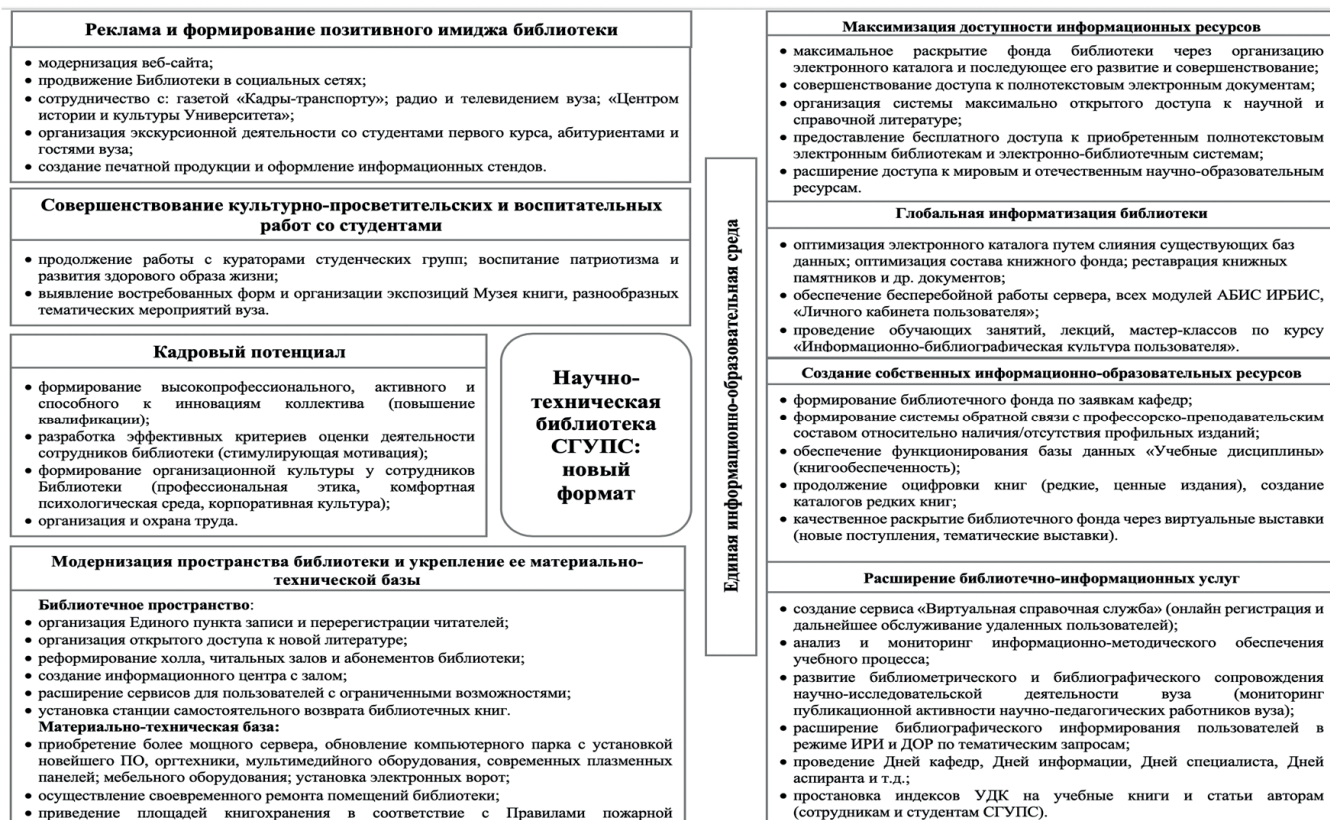 Реклама и формирование позитивного имиджа библиотеки
• модернизация веб-сайта;
• продвижение Библиотеки в социальных сетях;
• сотрудничество с: газетой «Кадры-транспорту»; радио и телевидением вуза; «Центром
истории и культуры Университета»;
• организация экскурсионной деятельности со студентами первого курса, абитуриентами и
гостями вуза;
• создание печатной продукции и оформление информационных стендов.
Совершенствование культурно-просветительских и воспитательных
работ со студентами
• продолжение работы с кураторами студенческих групп; воспитание патриотизма и
развития здорового образа жизни;
• выявление востребованных форм и организации экспозиций Музея книги, разнообразных
тематических мероприятий вуза.
Кадровый потенциал
• формирование высокопрофессионального, активного и
способного к инновациям коллектива (повышение
квалификации);
• разработка эффективных критериев оценки деятельности
сотрудников библиотеки (стимулирующая мотивация);
• формирование организационной культуры у сотрудников
Библиотеки (профессиональная этика, комфортная
психологическая среда, корпоративная культура);
• организация и охрана труда.
Научно-
техническая
библиотека
СГУПС:
новый
формат
Модернизация пространства библиотеки и укрепление ее материально-
технической базы
Библиотечное пространство:
• организация Единого пункта записи и перерегистрации читателей;
• организация открытого доступа к новой литературе;
• реформирование холла, читальных залов и абонементов библиотеки;
• создание информационного центра с залом;
• расширение сервисов для пользователей с ограниченными возможностями;
• установка станции самостоятельного возврата библиотечных книг.
Материально-техническая база:
• приобретение более мощного сервера, обновление компьютерного парка с установкой
новейшего ПО, оргтехники, мультимедийного оборудования, современных плазменных
панелей; мебельного оборудования; установка электронных ворот;
• осуществление своевременного ремонта помещений библиотеки;
• приведение площадей книгохранения в соответствие с Правилами пожарной
Единая информационно-образовательная среда
Максимизация доступности информационных ресурсов
• максимальное раскрытие фонда библиотеки через организацию
электронного каталога и последующее его развитие и совершенствование;
• совершенствование доступа к полнотекстовым электронным документам;
• организация системы максимально открытого доступа к научной и
справочной литературе;
• предоставление бесплатного доступа к приобретенным полнотекстовым
электронным библиотекам и электронно-библиотечным системам;
• расширение доступа к мировым и отечественным научно-образовательным
ресурсам.
Глобальная информатизация библиотеки
• оптимизация электронного каталога путем слияния существующих баз
данных; оптимизация состава книжного фонда; реставрация книжных
памятников и др. документов;
• обеспечение бесперебойной работы сервера, всех модулей АБИС ИРБИС,
«Личного кабинета пользователя»;
• проведение обучающих занятий, лекций, мастер-классов по курсу
«Информационно-библиографическая культура пользователя».
Создание собственных информационно-образовательных ресурсов
• формирование библиотечного фонда по заявкам кафедр;
• формирование системы обратной связи с профессорско-преподавательским
составом относительно наличия/отсутствия профильных изданий;
• обеспечение функционирования базы данных «Учебные дисциплины»
(книгообеспеченность);
• продолжение оцифровки книг (редкие, ценные издания), создание
каталогов редких книг;
• качественное раскрытие библиотечного фонда через виртуальные выставки
(новые поступления, тематические выставки).
Расширение библиотечно-информационных услуг
• создание сервиса «Виртуальная справочная служба» (онлайн регистрация и
дальнейшее обслуживание удаленных пользователей);
• анализ и мониторинг информационно-методического обеспечения
учебного процесса;
• развитие библиометрического и библиографического сопровождения
научно-исследовательской деятельности вуза (мониторинг
публикационной активности научно-педагогических работников вуза);
• расширение библиографического информирования пользователей в
режиме ИРИ и ДОР по тематическим запросам;
• проведение Дней кафедр, Дней информации, Дней специалиста, Дней
аспиранта и т.д.;
• простановка индексов УДК на учебные книги и статьи авторам
(сотрудникам и студентам СГУПС).